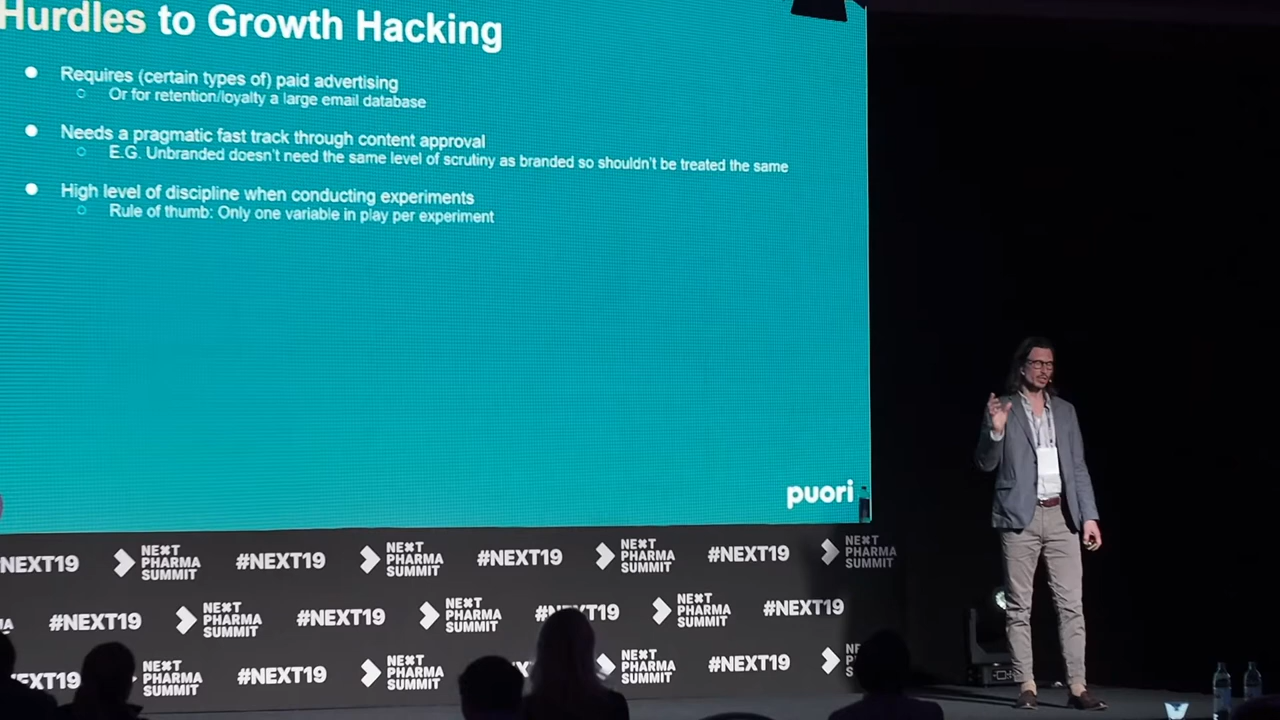 Hurdles to Growth Hacking
Requires (certain types of) paid advertising
Or for retention/loyalty a large email database
Needs a pragmatic fast track through content approval
E.G. Unbranded doesn't need the same level of scrutiny as branded so shouldn't be treated the same
High level of discipline when conducting experiments
Rule of thumb: Only one variable in play per experiment
puori
NEXT19
NEXT PHARMA SUMMIT
#NEXT19
NEXT PHARMA SUMMIT
#NEXT19
NEXT PHARMA SUMMIT
#NEXT19
NEXT PHARMA SUMMIT
#NEXT19
NEXT PHARMA SUMMIT
#NEXT19
NEXT PHARMA SUMMIT
#NEXT19
NEXT PHARMA SUMMIT
#NEXT19
NEXT PHARMA SUMMIT
#NEXT19
NEXT PHARMA SUMMIT
NEXT PHARMA SUMMIT
#NEXT19